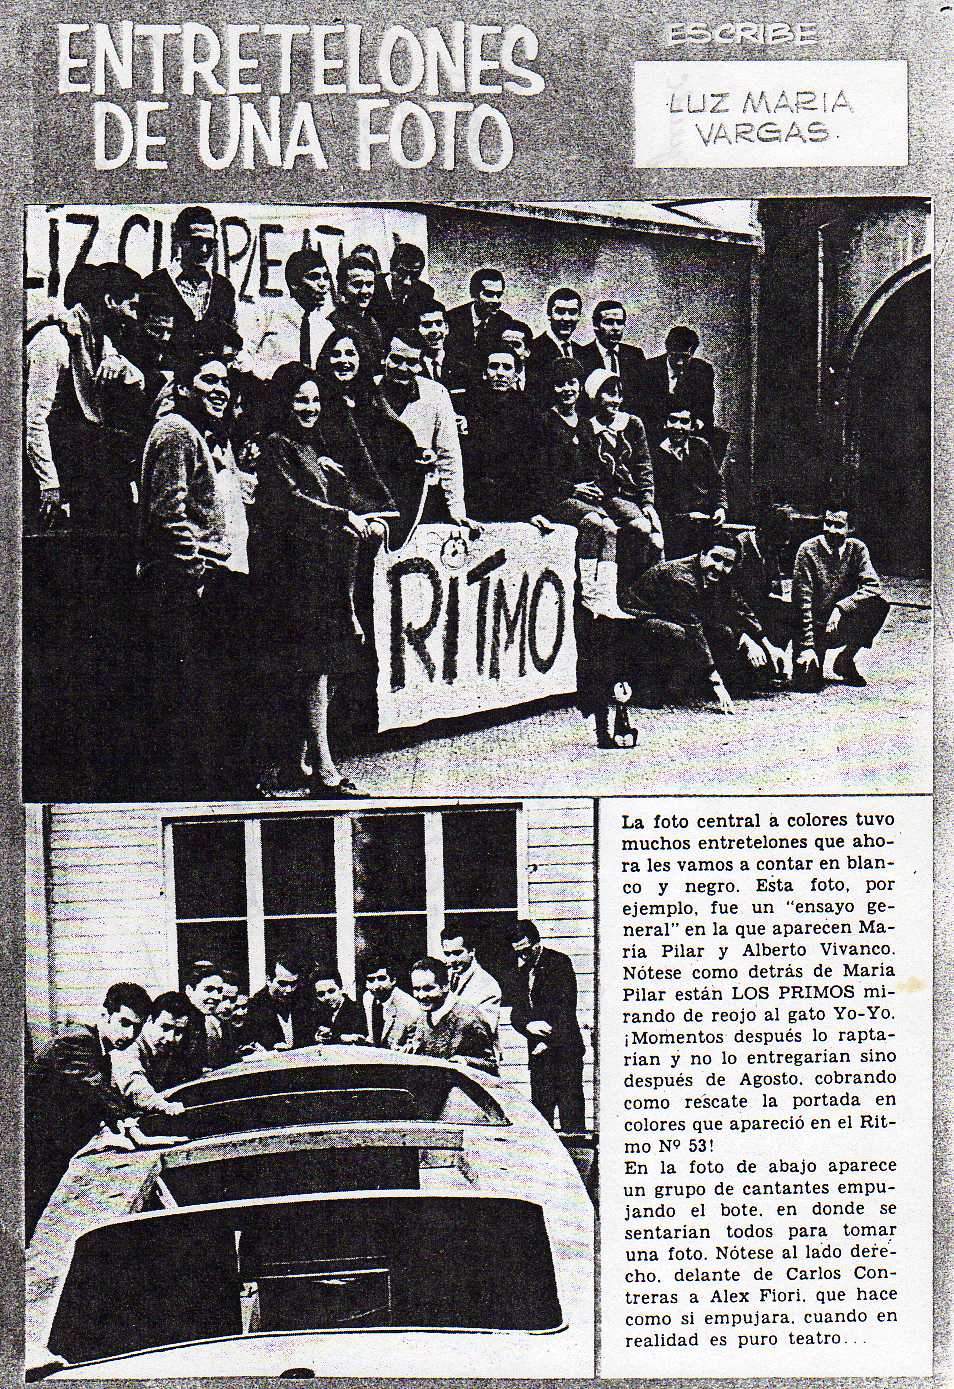 ENTRETELONES
DE UNA FOTO
ESCRIBE
LUZ MARIA
VARGAS.
RITMO
La foto central a colores tuvo
muchos entretelones que aho-
ra les vamos a contar en blan-
co y negro. Esta foto, por
ejemplo, fue un "ensayo ge-
neral" en la que aparecen Ma-
ría Pilar y Alberto Vivanco.
Nótese como detrás de María
Pilar están LOS PRIMOS mi-
rando de reojo al gato Yo-Yo.
¡Momentos después lo rapta-
rían y no lo entregarían sino
después de Agosto, cobrando
como rescate la portada en
colores que apareció en el Rit-
mo Nº 53!
En la foto de abajo aparece
un grupo de cantantes empu-
jando el bote, en donde se
sentarían todos para tomar
una foto. Nótese al lado dere-
cho, delante de Carlos Con-
treras a Alex Fiori, que hace
como si empujara, cuando en
realidad es puro teatro...